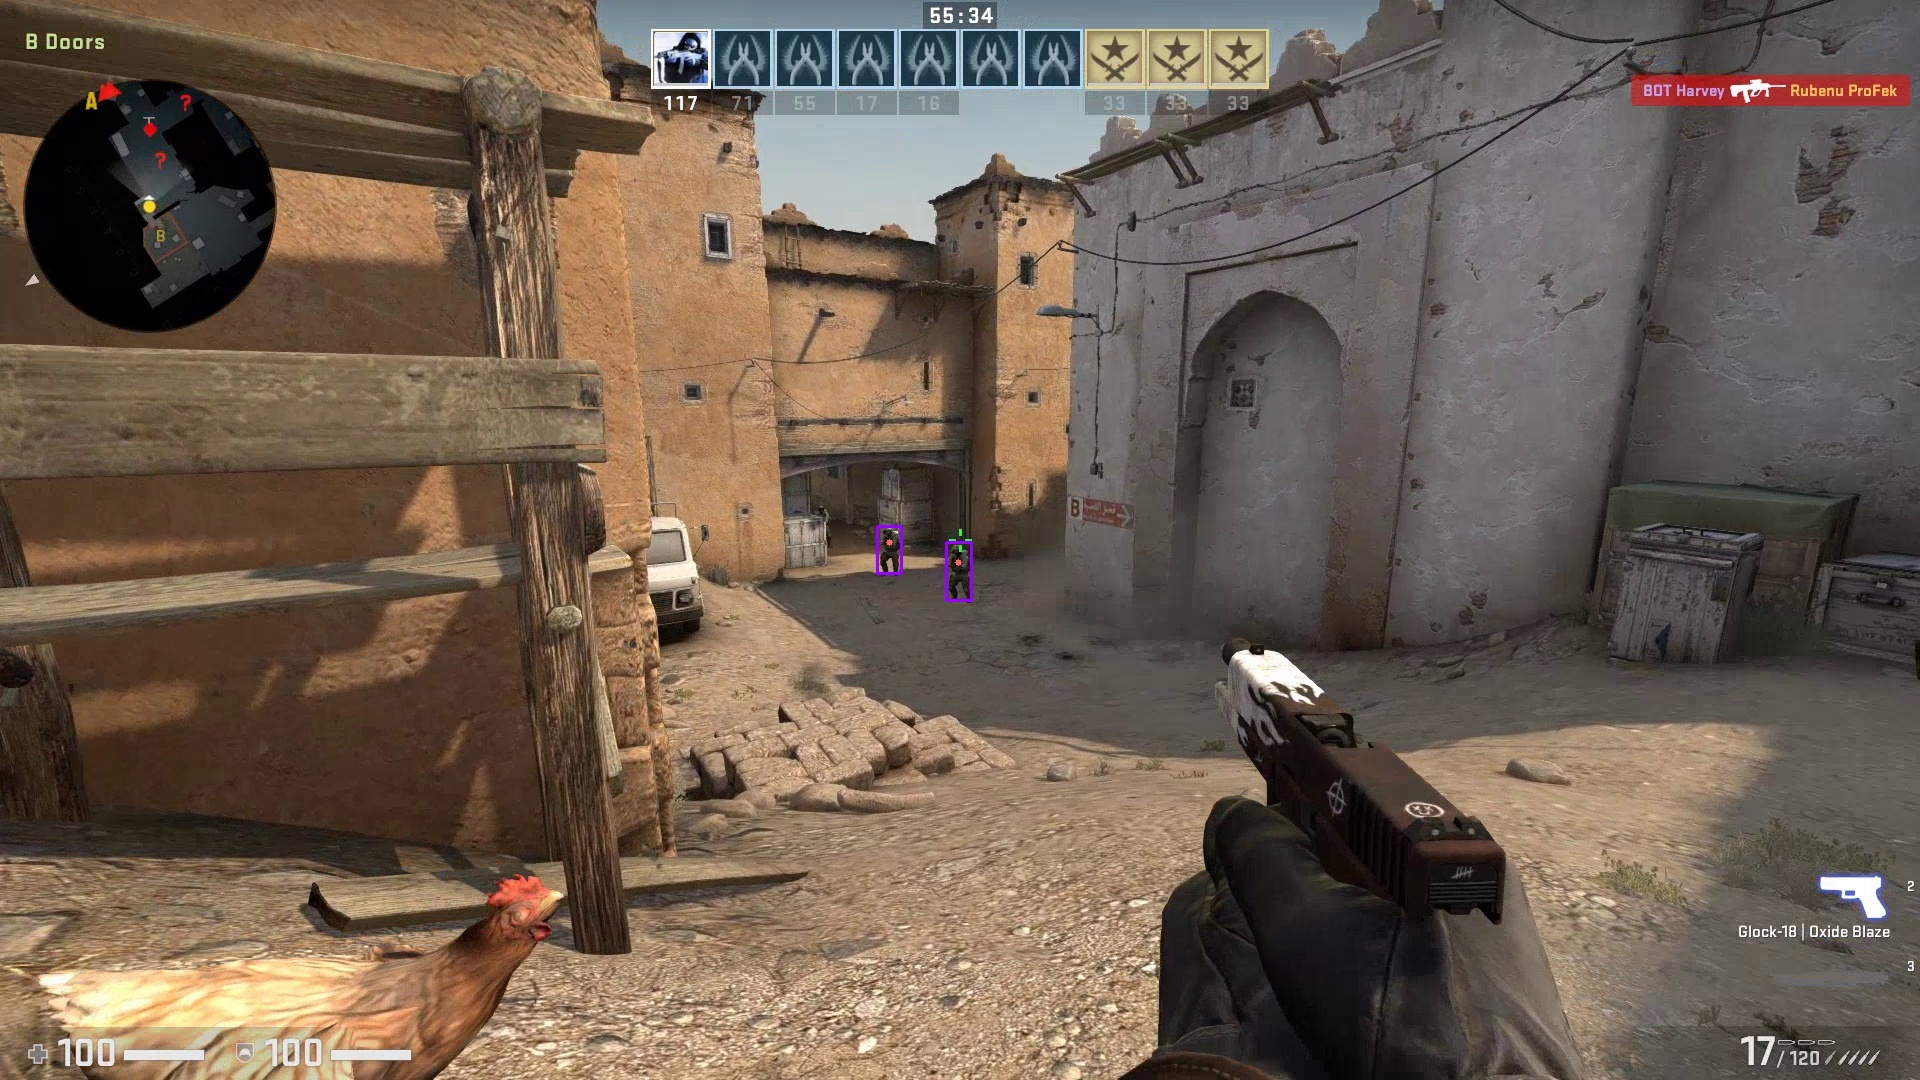 55:34
B Doors
A
?
?
B
117 71 55 17 16 33 33 33
BOT Harvey Rubenu ProFek
B
2
Glock-18 | Oxide Blaze
3
100 100
17 / 120